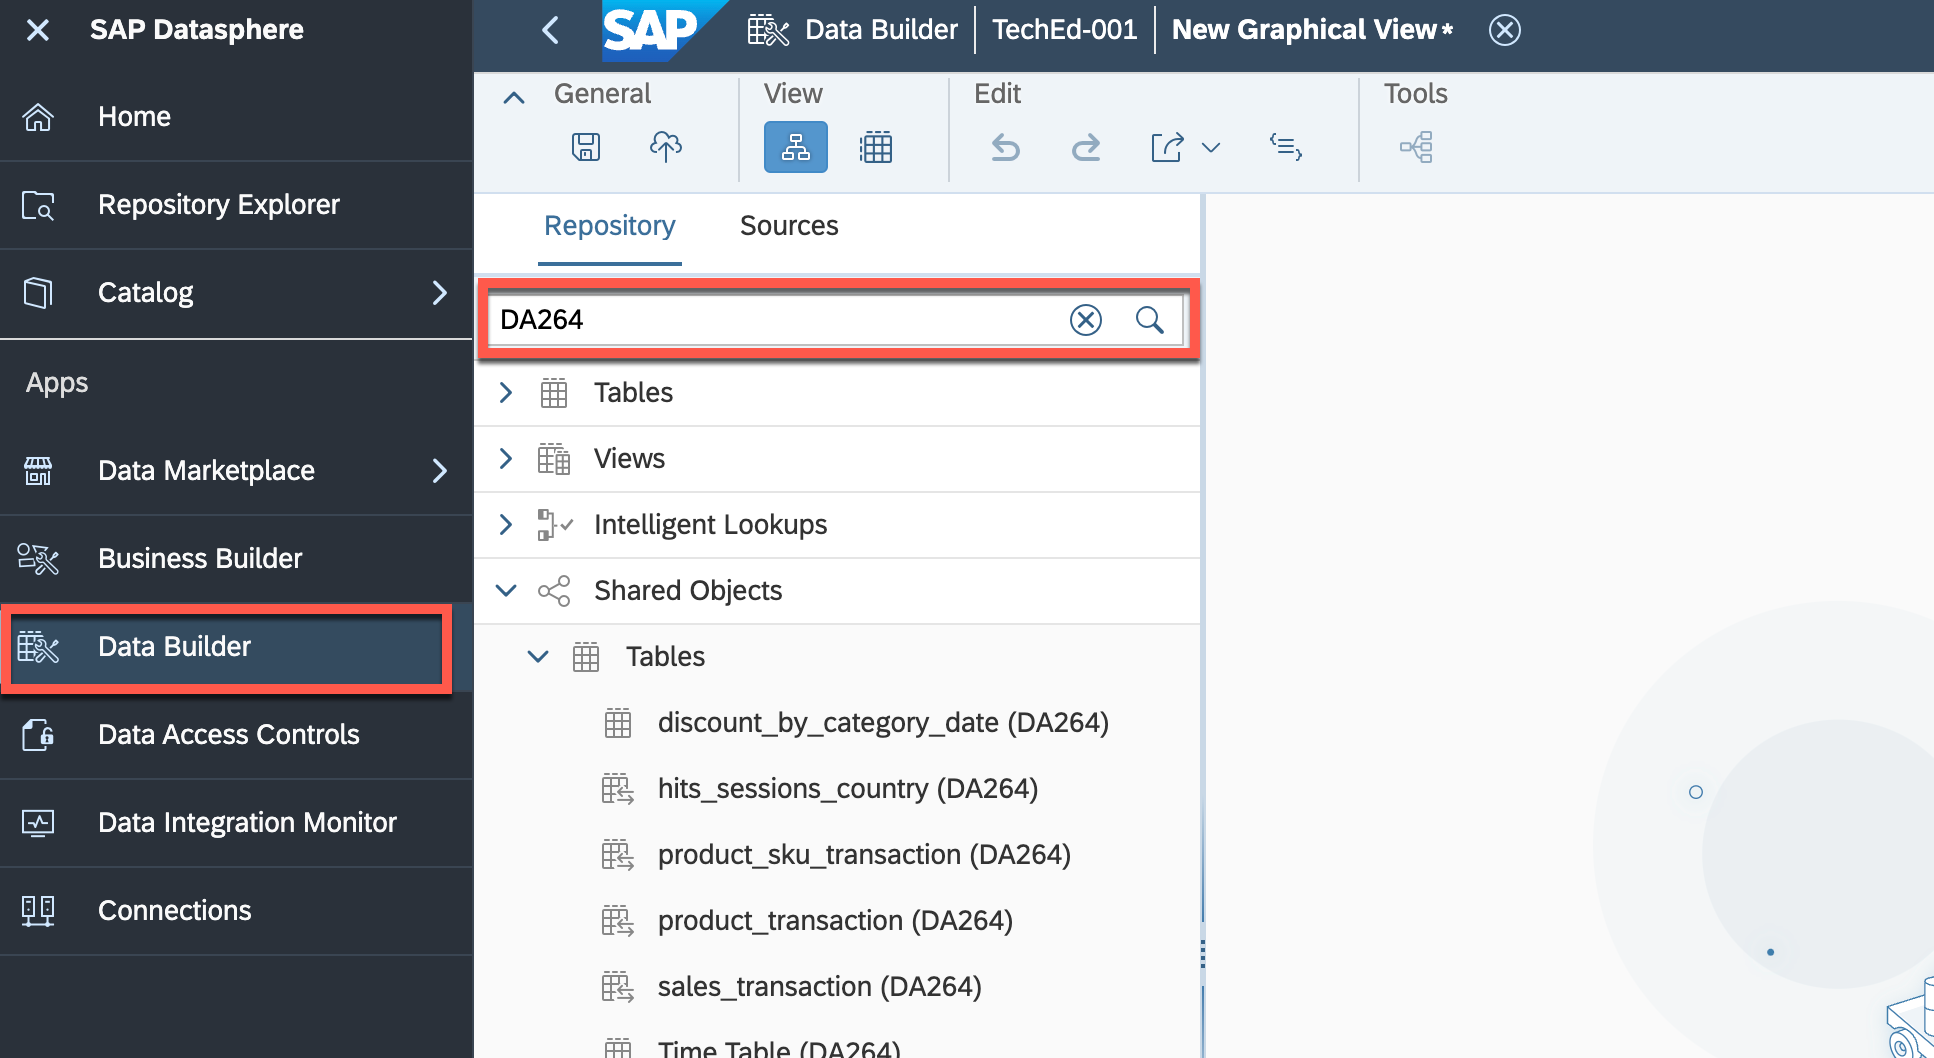 SAP Datasphere
Home
Repository Explorer
Catalog
Apps
Data Marketplace
Business Builder
Data Builder
Data Access Controls
Data Integration Monitor
Connections
SAP
Data Builder
TechEd-001
New Graphical View*
General
View
Edit
Tools
Repository
Sources
DA264
Tables
Views
Intelligent Lookups
Shared Objects
Tables
discount_by_category_date (DA264)
hits_sessions_country (DA264)
product_sku_transaction (DA264)
product_transaction (DA264)
sales_transaction (DA264)
Time Table (DA264)